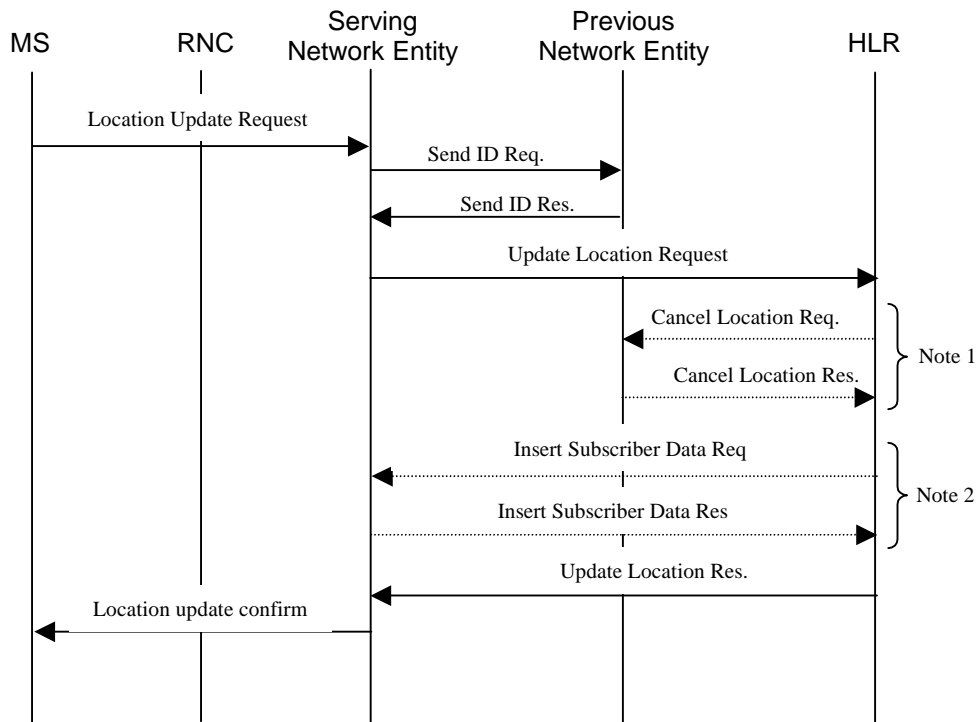 MS
RNC
Serving
Network Entity
Previous
Network Entity
HLR
Location Update Request
Send ID Req.
Send ID Res.
Update Location Request
Cancel Location Req.
Note 1
Cancel Location Res.
Insert Subscriber Data Req
Note 2
Insert Subscriber Data Res
Update Location Res.
Location update confirm